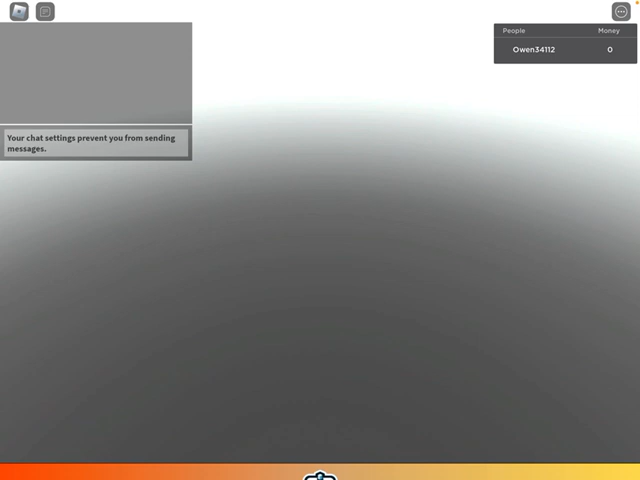 People Money
Owen34112 0
Your chat settings prevent you from sending
messages.